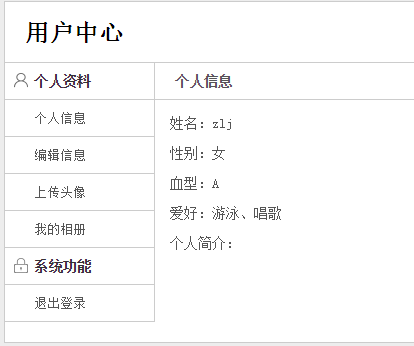 用户中心
个人资料
个人信息
编辑信息
上传头像
我的相册
系统功能
退出登录
个人信息
姓名：zlj
性别：女
血型：A
爱好：游泳、唱歌
个人简介：